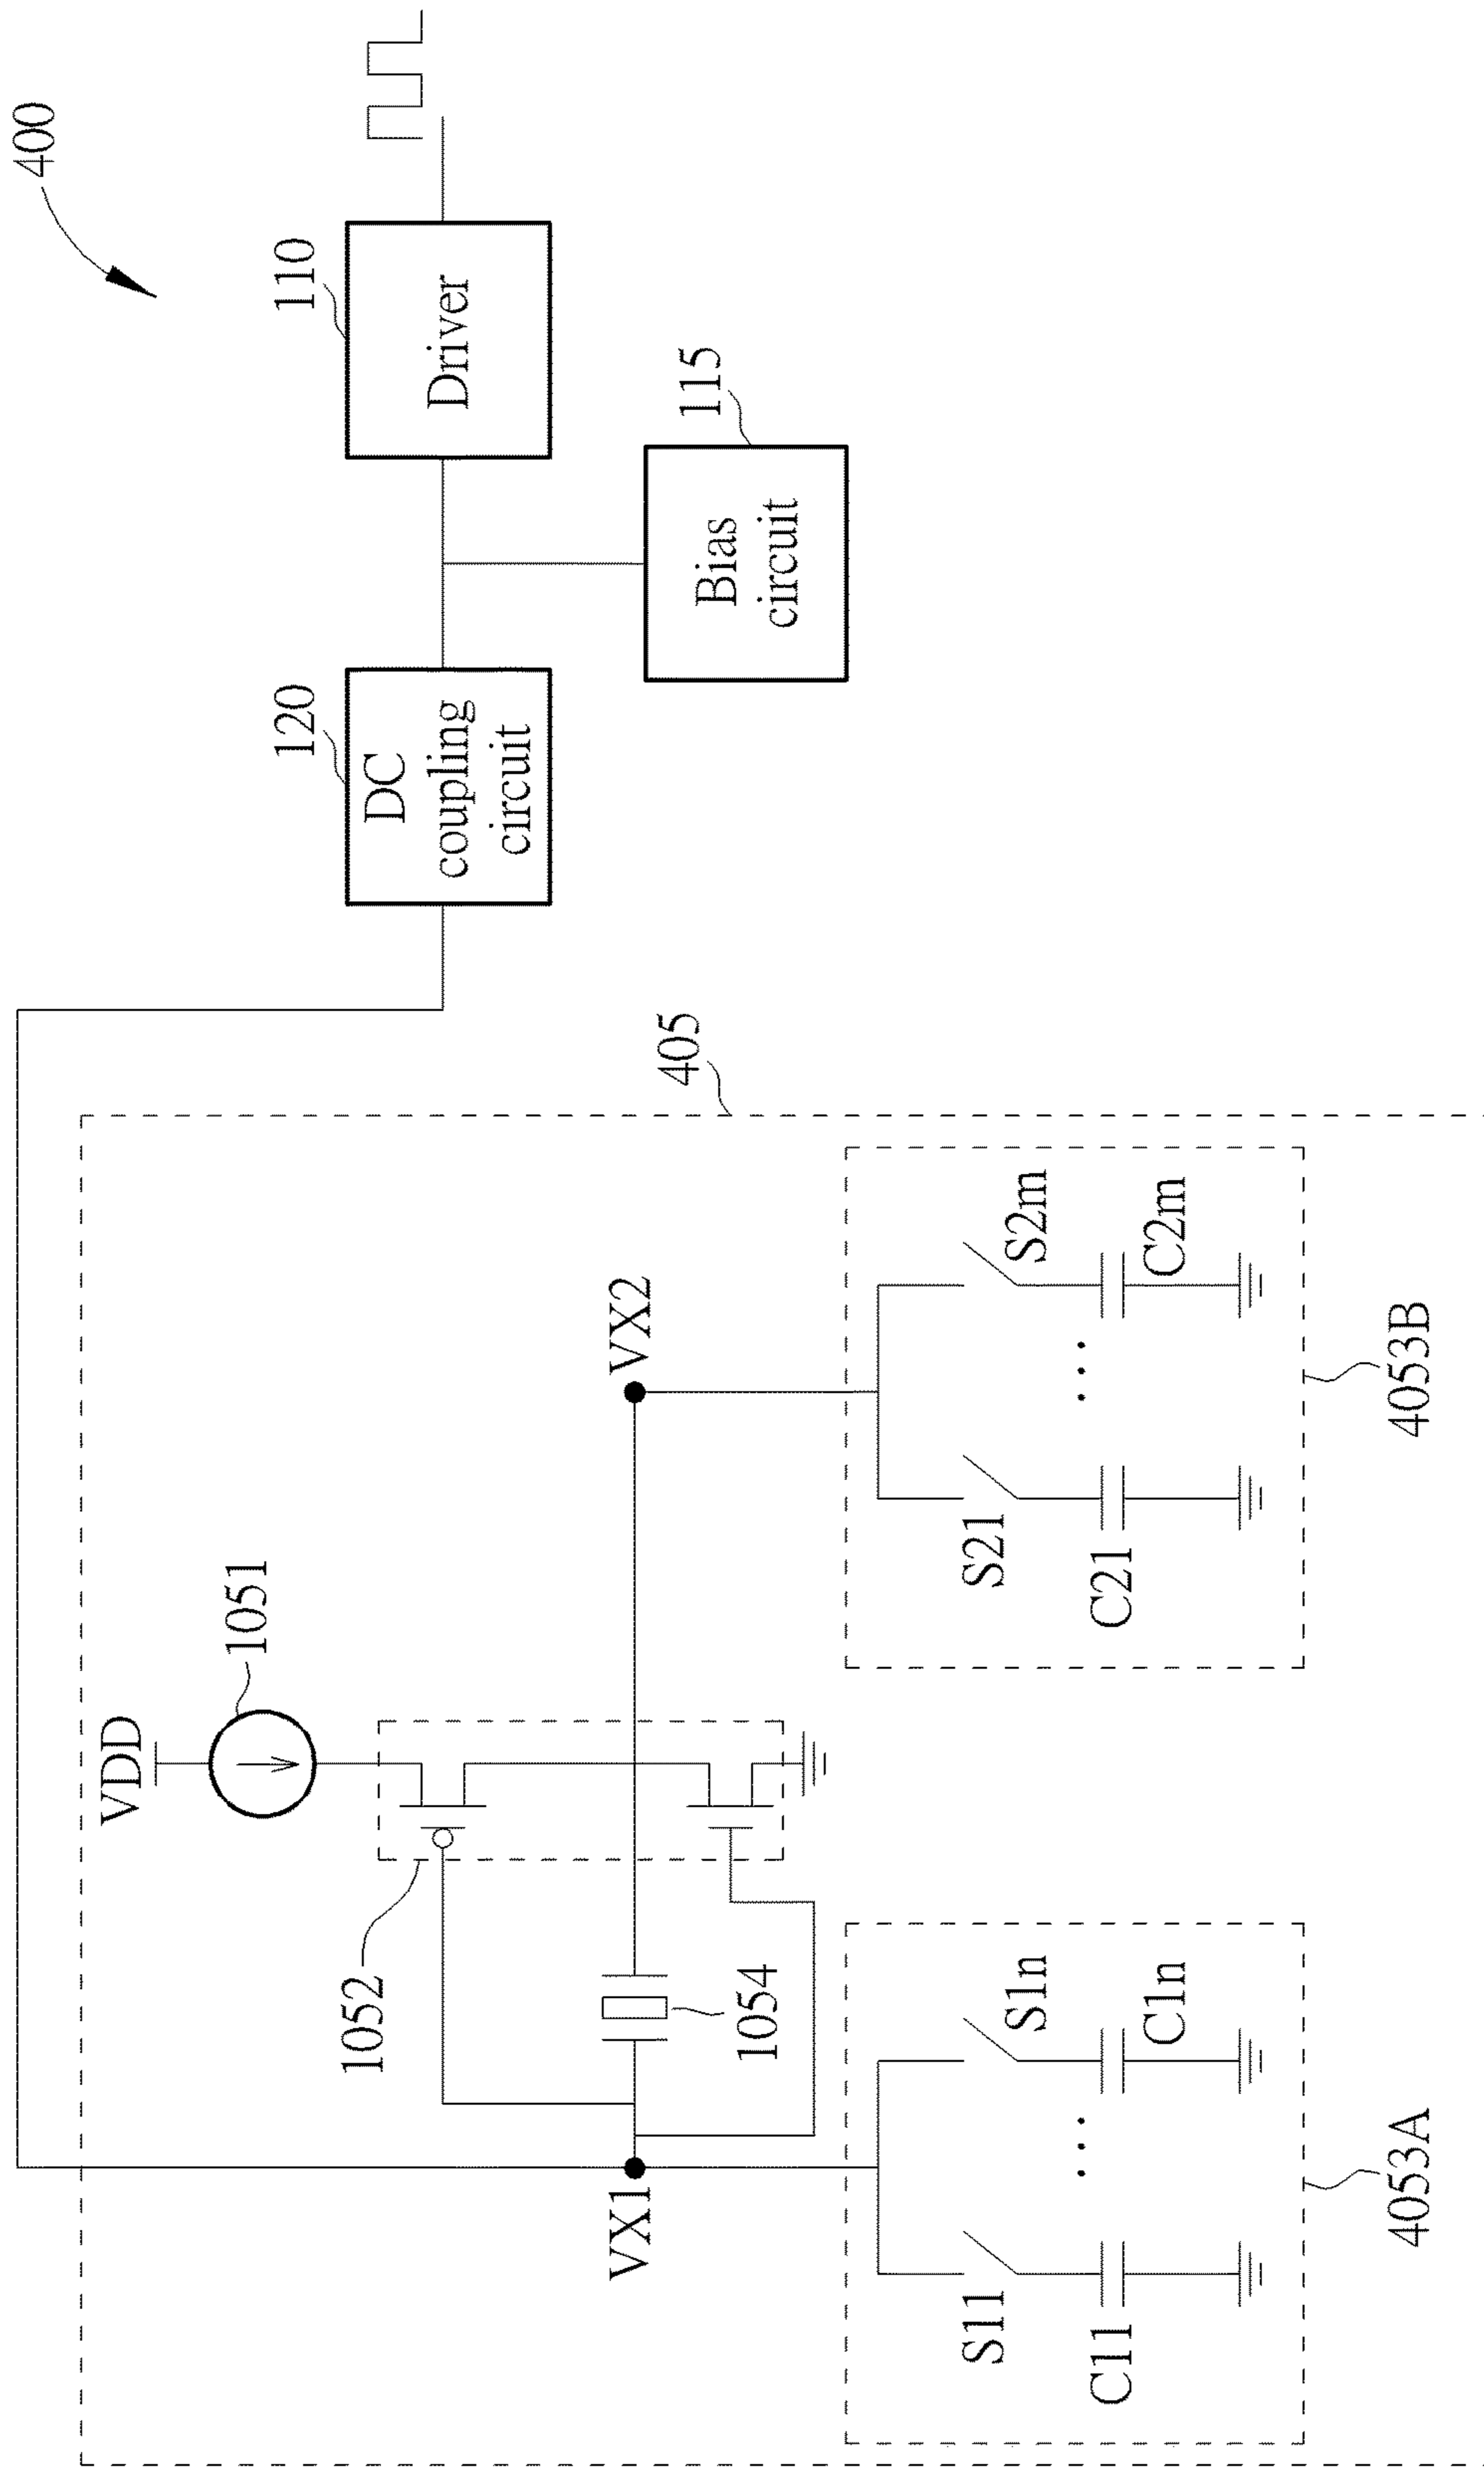 400
110
Driver
120
DC
coupling
circuit
115
Bias
circuit
405
VDD
1051
1052
1054
VX1
VX2
S11
C11
S1n
C1n
...
4053A
S21
C21
S2m
C2m
...
4053B